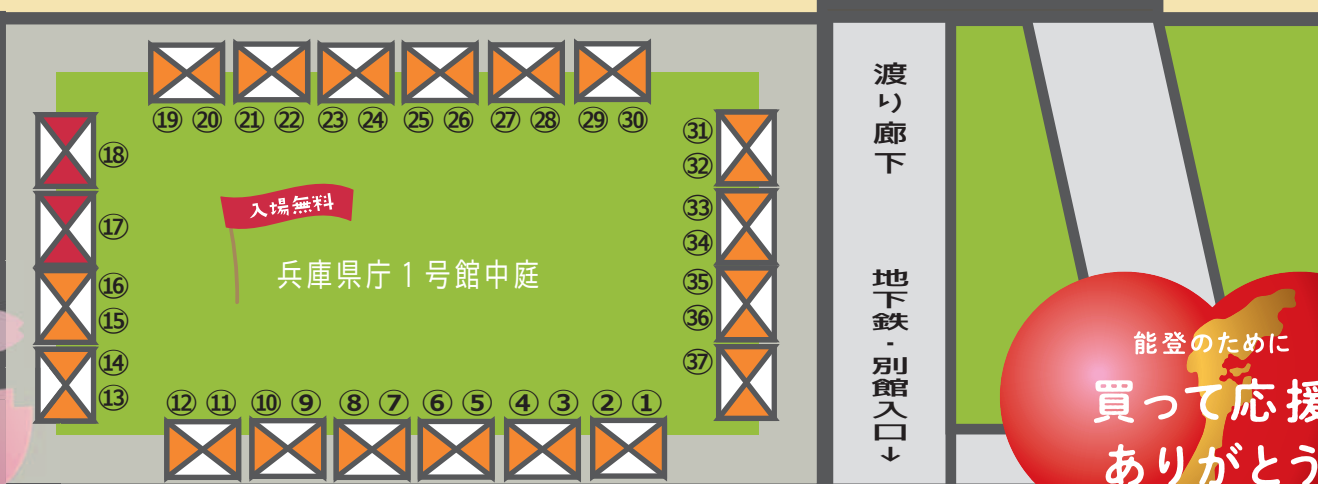 ⑲ ⑳ ㉑ ㉒ ㉓ ㉔ ㉕ ㉖ ㉗ ㉘ ㉙ ㉚
⑱
⑰
⑯
⑮
⑭
⑬
入場無料
兵庫県庁1号館中庭
㉛
㉜
㉝
㉞
㉟
㊱
㊲
⑫ ⑪ ⑩ ⑨ ⑧ ⑦ ⑥ ⑤ ④ ③ ② ①
渡り廊下
地下鉄・別館入口↓
能登のために
買って応援
ありがとう